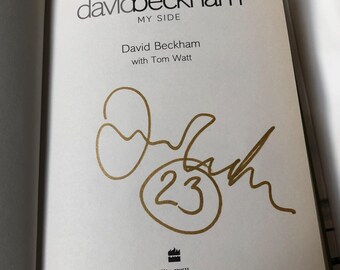 davidbeckham
MY SIDE
David Beckham
with Tom Watt
23